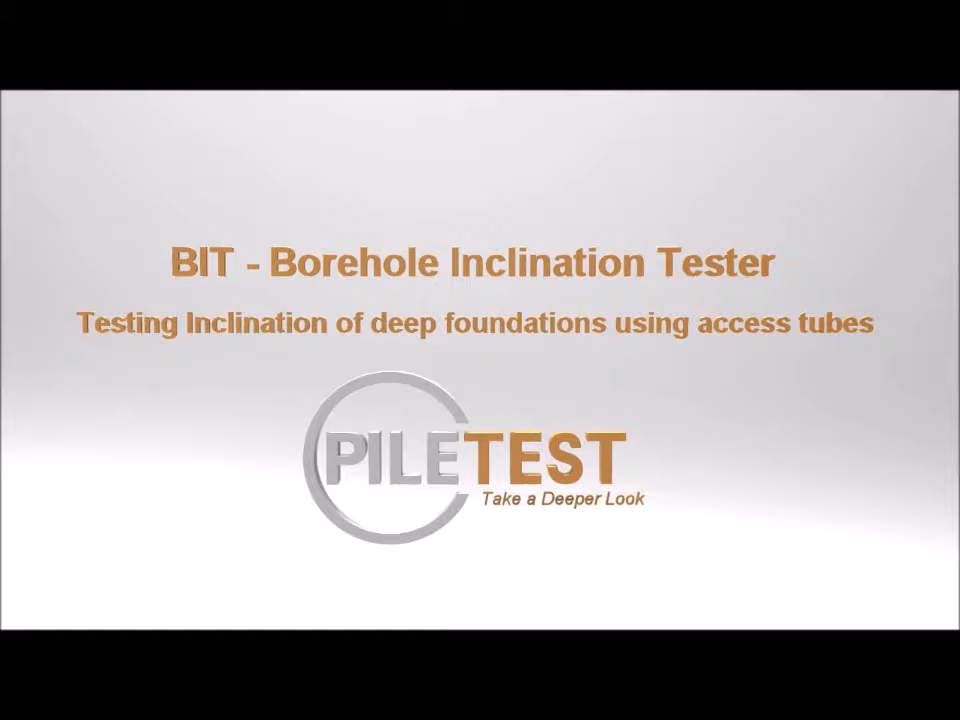 BIT - Borehole Inclination Tester
Testing Inclination of deep foundations using access tubes
PILETEST
Take a Deeper Look